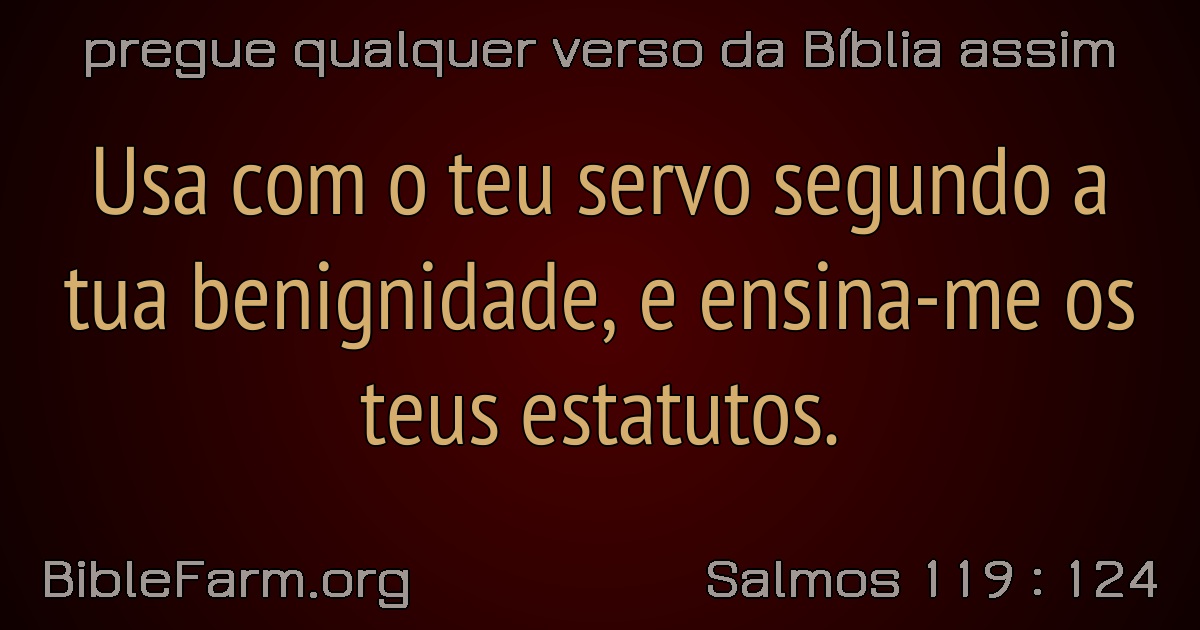 pregue qualquer verso da Bíblia assim
Usa com o teu servo segundo a
tua benignidade, e ensina-me os
teus estatutos.
BibleFarm.org
Salmos 119 : 124